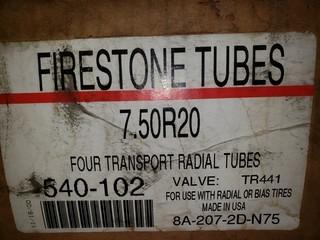 FIRESTONE TUBES
7.50R20
FOUR TRANSPORT RADIAL TUBES
540-102
VALVE: TR441
FOR USE WITH RADIAL OR BIAS TIRES
MADE IN USA
8A-207-2D-N75